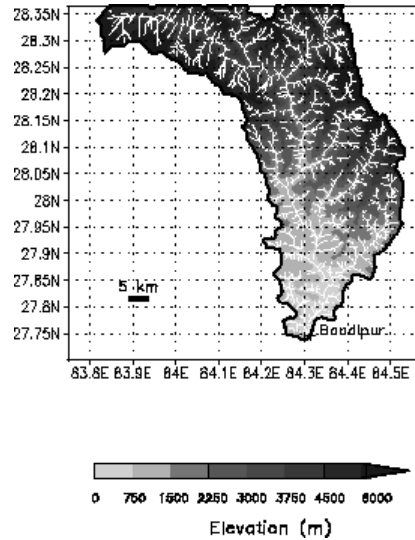 28.35N
28.3N
28.25N
28.2N
28.15N
28.1N
28.05N
28N
27.95N
27.9N
27.85N
27.8N
27.75N
5 km
Bandipur
83.8E 83.9E 84E 84.1E 84.2E 84.3E 84.4E 84.5E
0 750 1500 2250 3000 3750 4500 6000
Elevation (m)